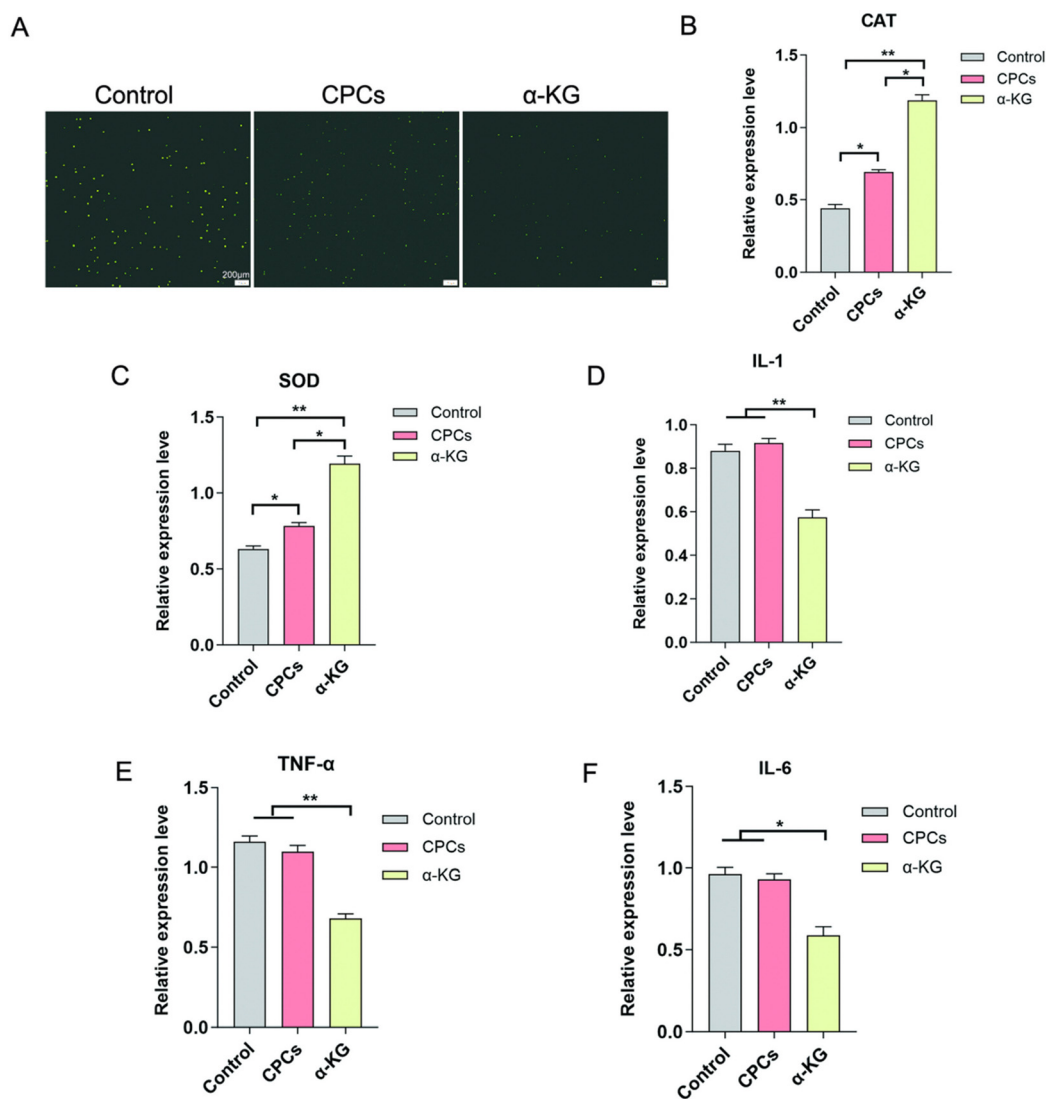 A
Control
CPCs
α-KG
200μm
B
CAT
Relative expression leve
1.5
1.0
0.5
0.0
**
*
*
Control
CPCs
α-KG
Control
CPCs
α-KG
C
SOD
Relative expression leve
1.5
1.0
0.5
0.0
**
*
*
Control
CPCs
α-KG
Control
CPCs
α-KG
D
IL-1
Relative expression leve
1.0
0.8
0.6
0.4
0.2
0.0
**
Control
CPCs
α-KG
Control
CPCs
α-KG
E
TNF-α
Relative expression leve
1.5
1.0
0.5
0.0
**
Control
CPCs
α-KG
Control
CPCs
α-KG
F
IL-6
Relative expression leve
1.5
1.0
0.5
0.0
*
Control
CPCs
α-KG
Control
CPCs
α-KG